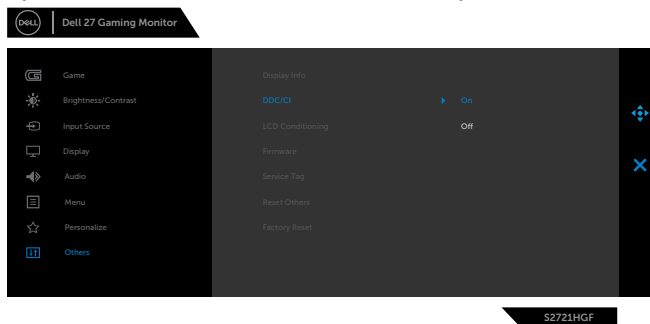 DELL
Dell 27 Gaming Monitor
Game
Display Info
Brightness/Contrast
DDC/CI
On
Input Source
LCD Conditioning
Off
Display
Firmware
Audio
Service Tag
Menu
Reset Others
Personalize
Factory Reset
Others
S2721HGF